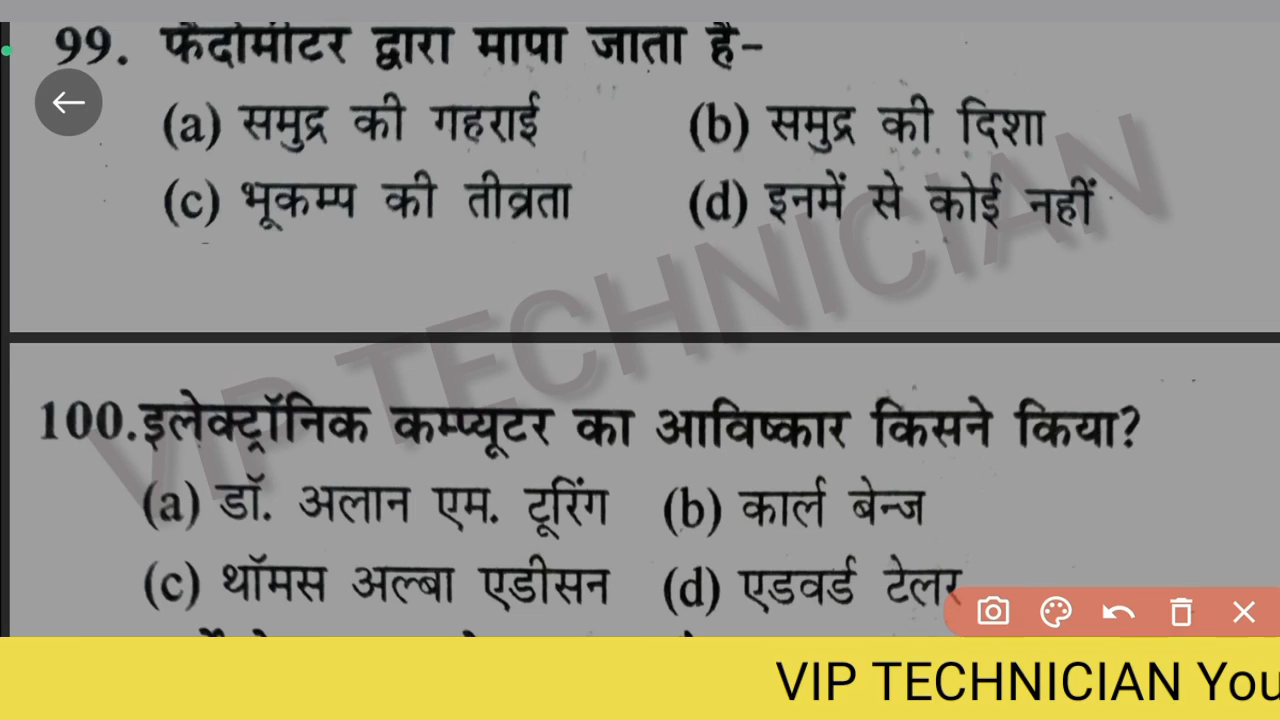 99. फैदोमीटर द्वारा मापा जाता है-
(a) समुद्र की गहराई (b) समुद्र की दिशा
(c) भूकम्प की तीव्रता (d) इनमें से कोई नहीं
VIP TECHNICIAN
100.इलेक्ट्रॉनिक कम्प्यूटर का आविष्कार किसने किया?
(a) डॉ. अलान एम. टूरिंग (b) कार्ल बेन्ज
(c) थॉमस अल्बा एडीसन (d) एडवर्ड टेलर
VIP TECHNICIAN You